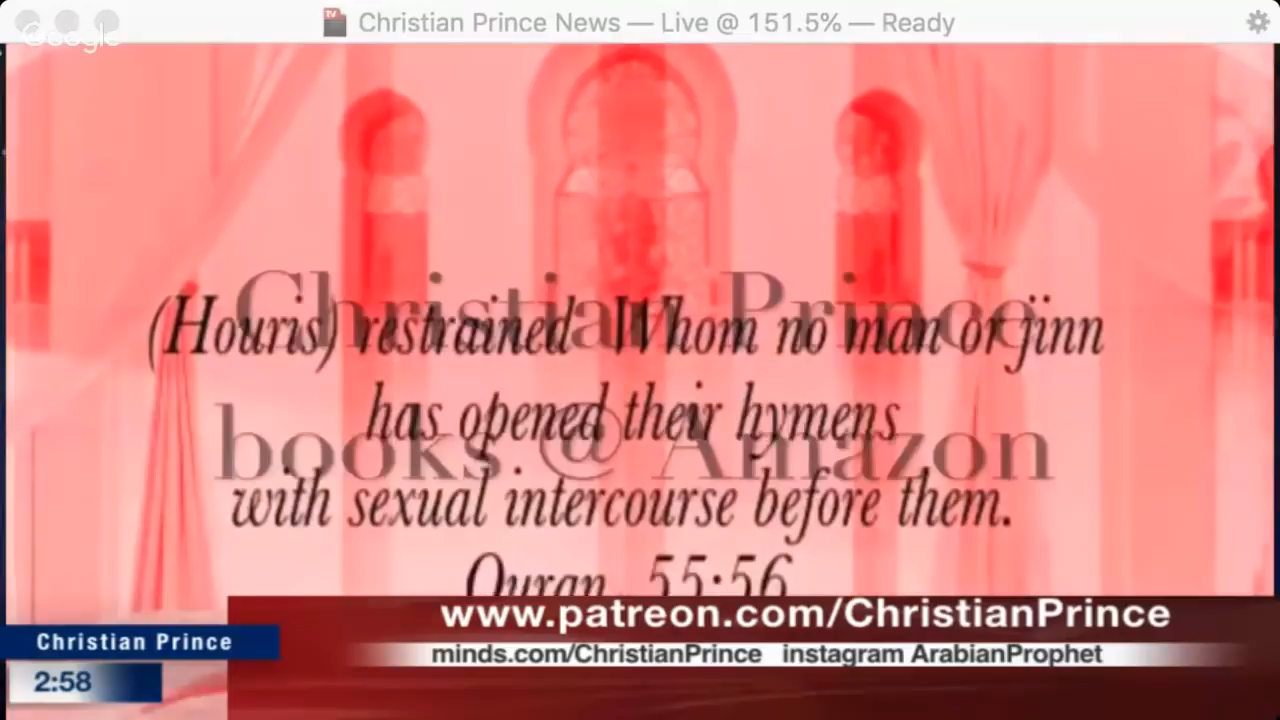 TV
Christian Prince News — Live @ 151.5% — Ready
Google
Christian Prince
books @ Amazon
(Houris) restrained Whom no man or jinn
has opened their hymens
with sexual intercourse before them.
Quran 55:56
www.patreon.com/ChristianPrince
minds.com/ChristianPrince instagram ArabianProphet
Christian Prince
2:58